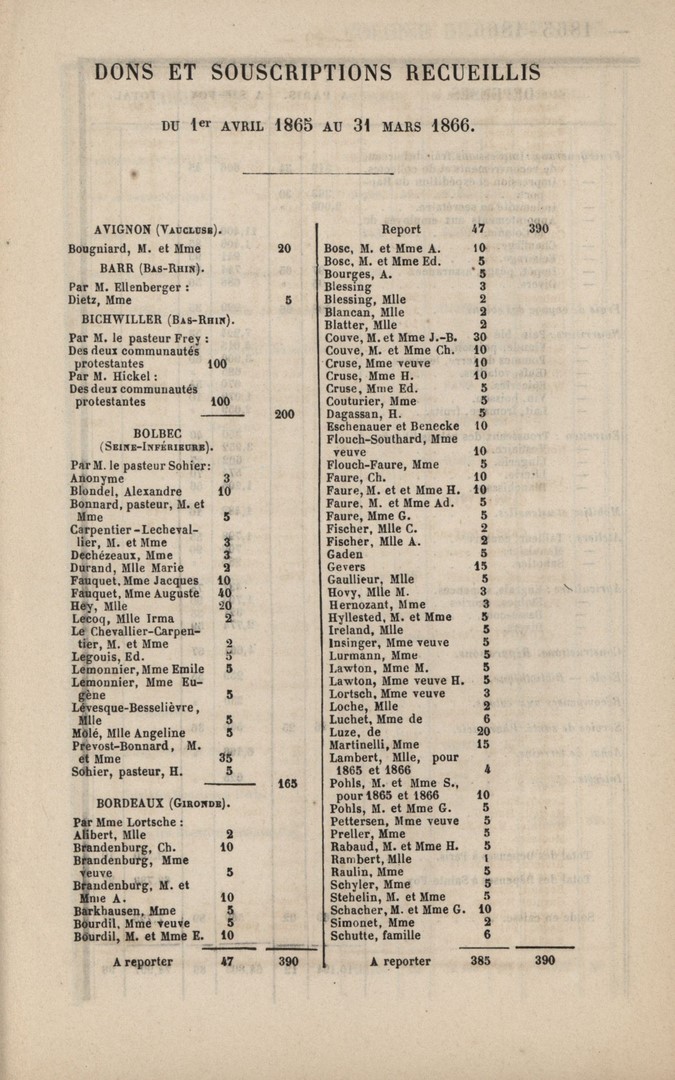 DONS ET SOUSCRIPTIONS RECUEILLIS
DU 1er AVRIL 1865 AU 31 MARS 1866.
AVIGNON (VAUCLUSE).
Bougniard, M. et Mme 20
BARR (BAS-RHIN).
Par M. Ellenberger :
Dietz, Mme 5
BICHWILLER (BAS-RHIN).
Par M. le pasteur Frey :
Des deux communautés
protestantes 100
Par M. Hickel :
Des deux communautés
protestantes 100
200
BOLBEC
(SEINE-INFÉRIEURE).
Par M. le pasteur Sohier:
Anonyme 3
Blondel, Alexandre 10
Bonnard, pasteur, M. et
Mme 5
Carpentier-Lecheval-
lier, M. et Mme 3
Dechézeaux, Mme 3
Durand, Mlle Marie 2
Fauquet, Mme Jacques 10
Fauquet, Mme Auguste 40
Hey, Mlle 20
Lecoq, Mlle Irma 2
Le Chevallier-Carpen-
tier, M. et Mme 2
Legouis, Ed. 5
Lemonnier, Mme Emile 5
Lemonnier, Mme Eu-
gène 5
Lévesque-Besselièvre,
Mlle 5
Molé, Mlle Angeline 5
Prevost-Bonnard, M.
et Mme 35
Sohier, pasteur, H. 5
165
BORDEAUX (GIRONDE).
Par Mme Lortsche :
Alibert, Mlle 2
Brandenburg, Ch. 10
Brandenburg, Mme
veuve 5
Brandenburg, M. et
Mme A. 10
Barkhausen, Mme 5
Bourdil, Mme veuve 5
Bourdil, M. et Mme E. 10
A reporter 47 390
Report 47 390
Bosc, M. et Mme A. 10
Bosc, M. et Mme Ed. 5
Bourges, A. 5
Blessing 3
Blessing, Mlle 2
Blancan, Mlle 2
Blatter, Mlle 2
Couve, M. et Mme J.-B. 30
Couve, M. et Mme Ch. 10
Cruse, Mme veuve 10
Cruse, Mme H. 10
Cruse, Mme Ed. 5
Couturier, Mme 5
Dagassan, H. 5
Eschenauer et Benecke 10
Flouch-Southard, Mme
veuve 10
Flouch-Faure, Mme 5
Faure, Ch. 10
Faure, M. et et Mme H. 10
Faure, M. et Mme Ad. 5
Faure, Mme G. 5
Fischer, Mlle C. 2
Fischer, Mlle A. 2
Gaden 5
Gevers 15
Gaullieur, Mlle 5
Hovy, Mlle M. 3
Hernozant, Mme 3
Hyllested, M. et Mme 5
Ireland, Mlle 5
Insinger, Mme veuve 5
Lurmann, Mme 5
Lawton, Mme M. 5
Lawton, Mme veuve H. 5
Lortsch, Mme veuve 3
Loche, Mlle 2
Luchet, Mme de 6
Luze, de 20
Martinelli, Mme 15
Lambert, Mlle, pour
1865 et 1866 4
Pohls, M. et Mme S.,
pour 1865 et 1866 10
Pohls, M. et Mme G. 5
Pettersen, Mme veuve 5
Preller, Mme 5
Rabaud, M. et Mme H. 5
Rambert, Mlle 1
Raulin, Mme 5
Schyler, Mme 5
Stehelin, M. et Mme 5
Schacher, M. et Mme G. 10
Simonet, Mme 2
Schutte, famille 6
A reporter 385 390